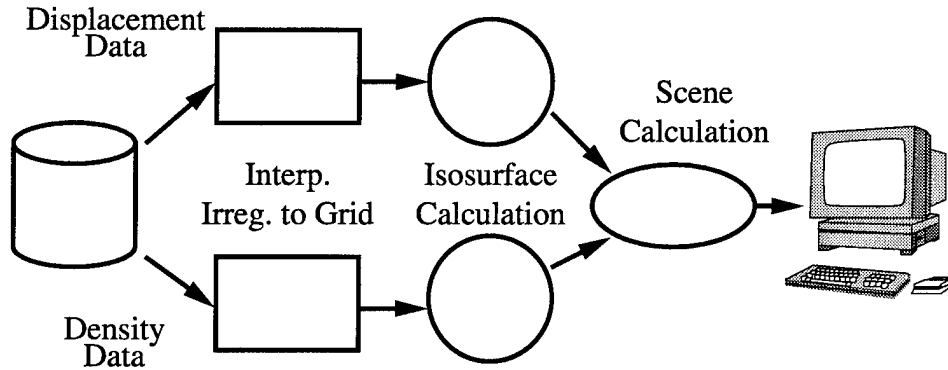 Displacement
Data
Scene
Calculation
Interp.
Irreg. to Grid
Isosurface
Calculation
Density
Data